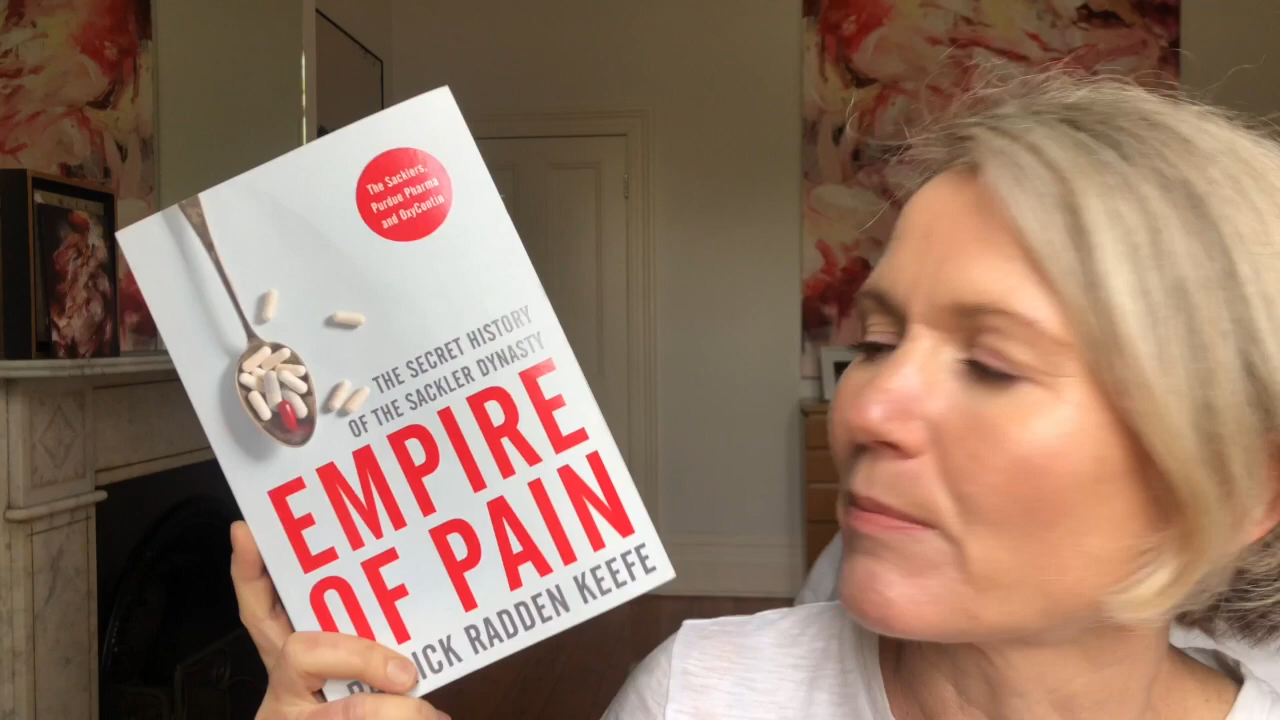 The Sacklers,
Purdue Pharma
and OxyContin
THE SECRET HISTORY
OF THE SACKLER DYNASTY
EMPIRE
OF PAIN
RADDEN KEEFE